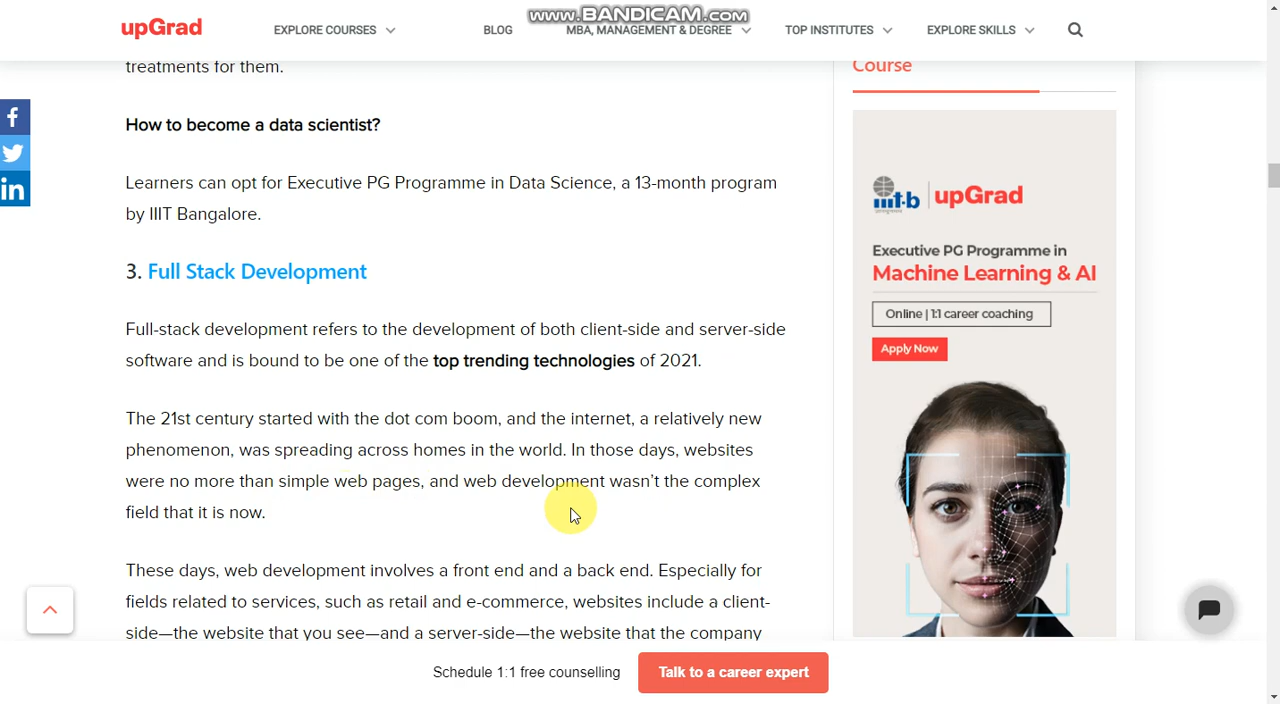 www.BANDICAM.com
upGrad
EXPLORE COURSES
BLOG
MBA, MANAGEMENT & DEGREE
TOP INSTITUTES
EXPLORE SKILLS
treatments for them.
How to become a data scientist?
Learners can opt for Executive PG Programme in Data Science, a 13-month program
by IIIT Bangalore.
3. Full Stack Development
Full-stack development refers to the development of both client-side and server-side
software and is bound to be one of the top trending technologies of 2021.
The 21st century started with the dot com boom, and the internet, a relatively new
phenomenon, was spreading across homes in the world. In those days, websites
were no more than simple web pages, and web development wasn't the complex
field that it is now.
These days, web development involves a front end and a back end. Especially for
fields related to services, such as retail and e-commerce, websites include a client-
side—the website that you see—and a server-side—the website that the company
Course
iiit-b upGrad
Executive PG Programme in
Machine Learning & AI
Online | 1:1 career coaching
Apply Now
Schedule 1:1 free counselling
Talk to a career expert